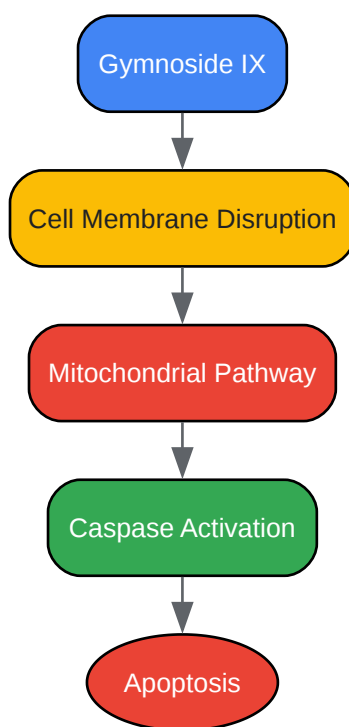 Gymnoside IX
Cell Membrane Disruption
Mitochondrial Pathway
Caspase Activation
Apoptosis